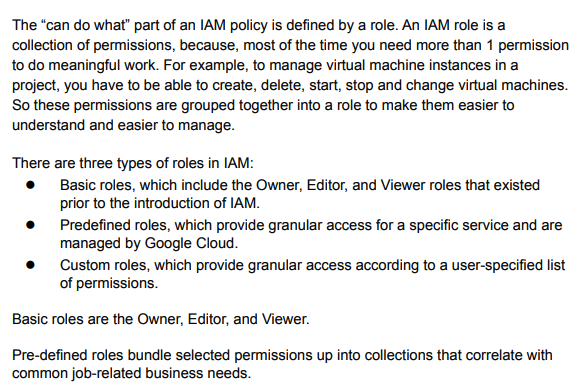 The “can do what” part of an IAM policy is defined by a role. An IAM role is a
collection of permissions, because, most of the time you need more than 1 permission
to do meaningful work. For example, to manage virtual machine instances in a
project, you have to be able to create, delete, start, stop and change virtual machines.
So these permissions are grouped together into a role to make them easier to
understand and easier to manage.
There are three types of roles in IAM:
● Basic roles, which include the Owner, Editor, and Viewer roles that existed
prior to the introduction of IAM.
● Predefined roles, which provide granular access for a specific service and are
managed by Google Cloud.
● Custom roles, which provide granular access according to a user-specified list
of permissions.
Basic roles are the Owner, Editor, and Viewer.
Pre-defined roles bundle selected permissions up into collections that correlate with
common job-related business needs.